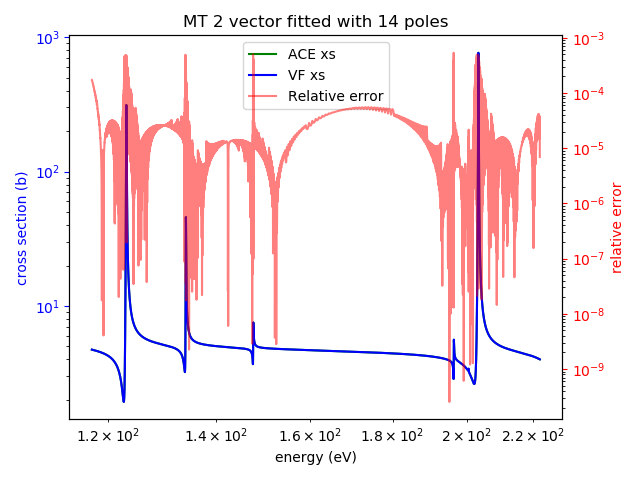 MT 2 vector fitted with 14 poles
ACE xs
VF xs
Relative error
cross section (b)
10³
10²
10¹
relative error
10⁻³
10⁻⁴
10⁻⁵
10⁻⁶
10⁻⁷
10⁻⁸
10⁻⁹
1.2 × 10² 1.4 × 10² 1.6 × 10² 1.8 × 10² 2 × 10² 2.2 × 10²
energy (eV)